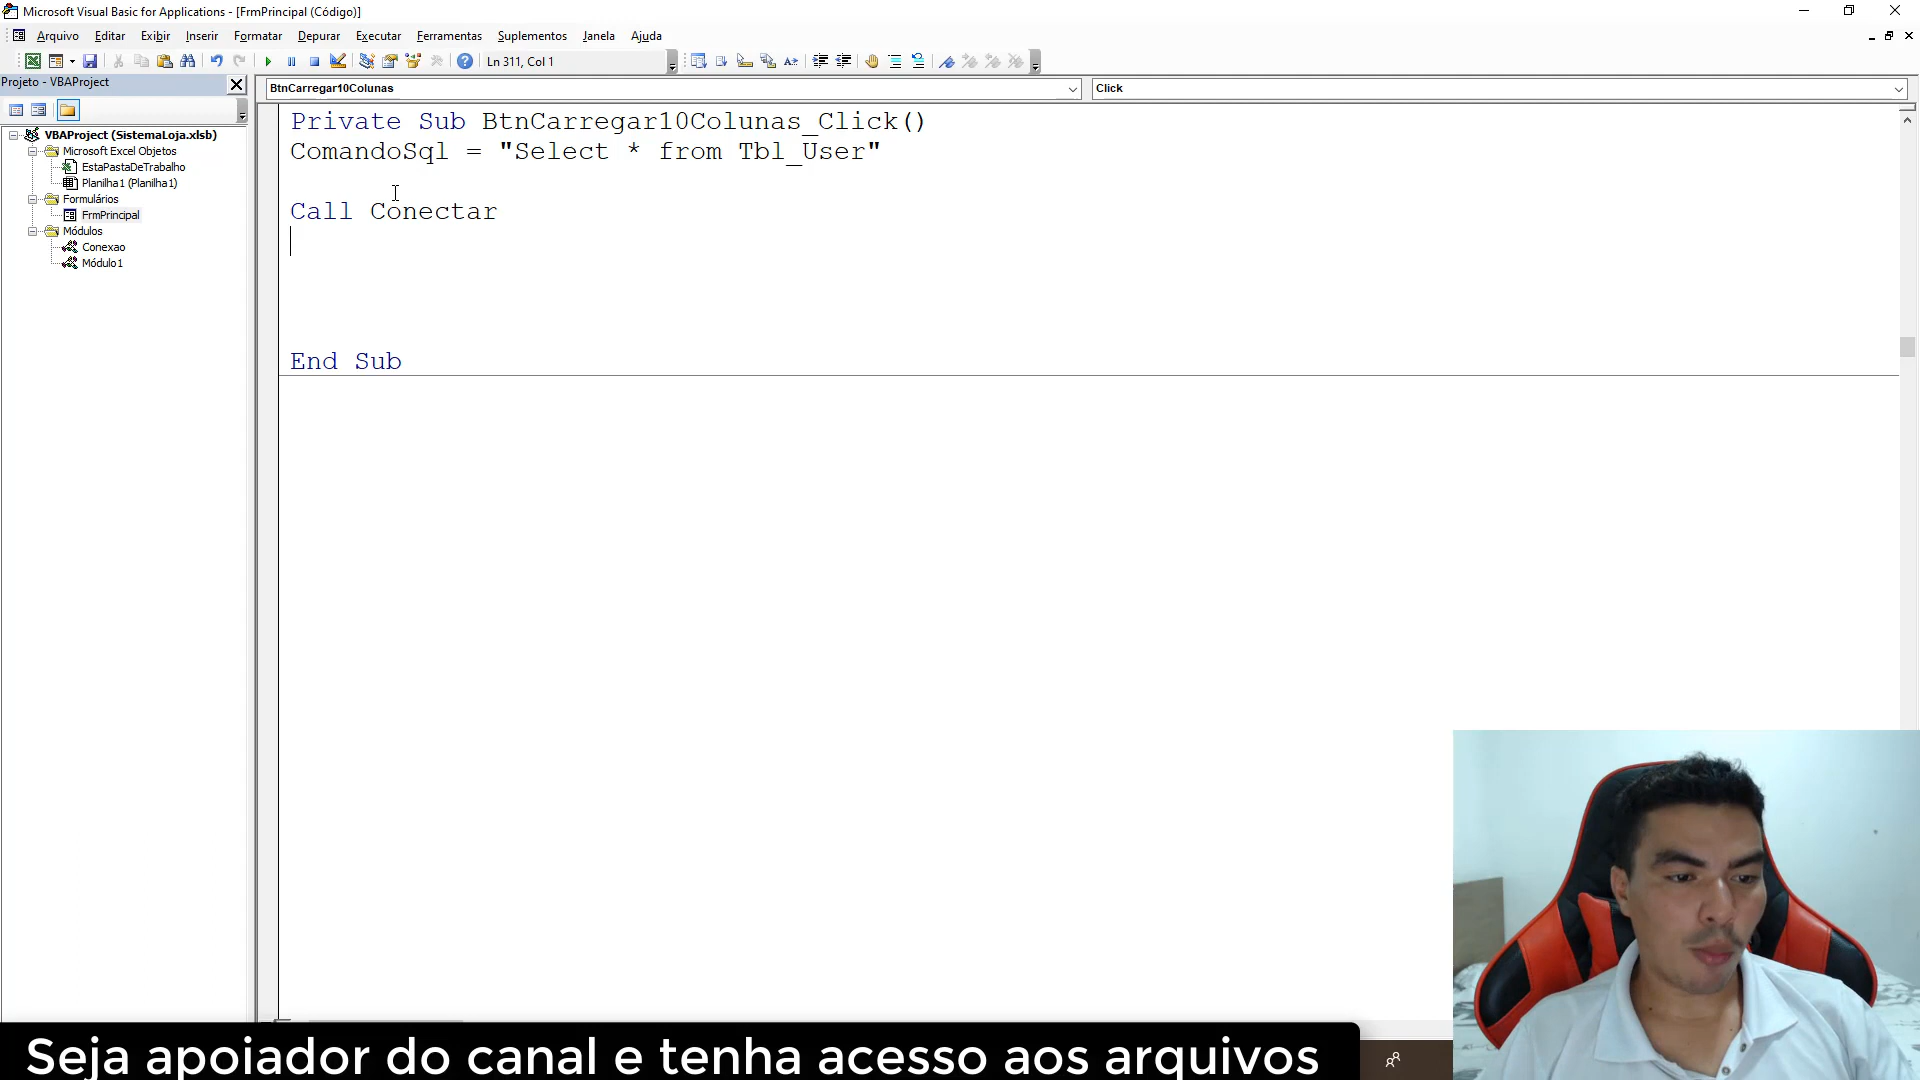 Microsoft Visual Basic for Applications - [FrmPrincipal (Código)]
Arquivo Editar Exibir Inserir Formatar Depurar Executar Ferramentas Suplementos Janela Ajuda
Ln 311, Col 1
Projeto - VBAProject
BtnCarregar10Colunas
Click
VBAProject (SistemaLoja.xlsb)
Microsoft Excel Objetos
EstaPastaDeTrabalho
Planilha1 (Planilha1)
Formulários
FrmPrincipal
Módulos
Conexao
Módulo1
Private Sub BtnCarregar10Colunas_Click()
ComandoSql = "Select * from Tbl_User"
Call Conectar
End Sub
Seja apoiador do canal e tenha acesso aos arquivos